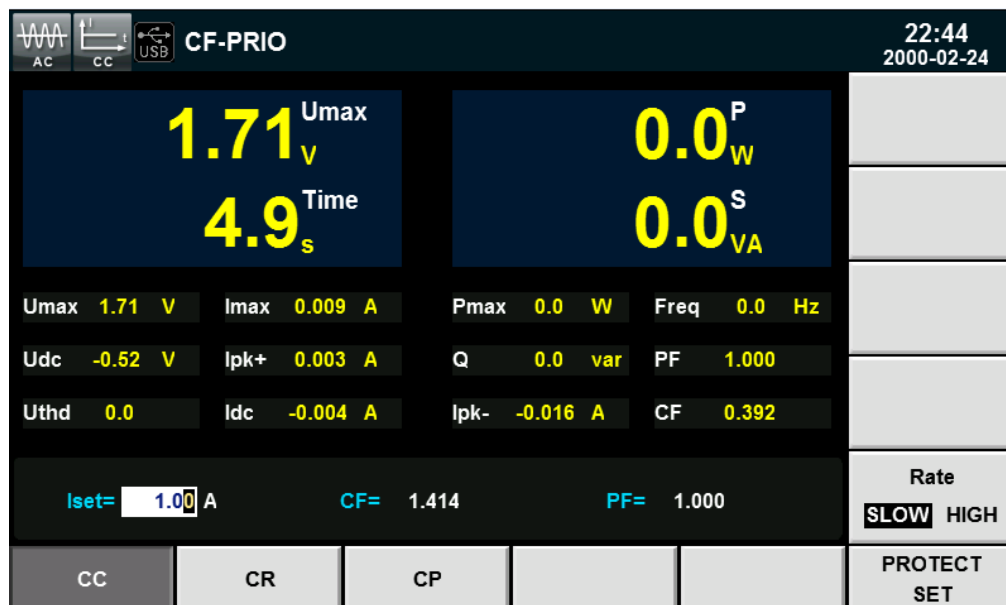 AC CC USB CF-PRIO 22:44
2000-02-24
1.71 Umax V 0.0 P W
4.9 Time s 0.0 S VA
Umax 1.71 V Imax 0.009 A Pmax 0.0 W Freq 0.0 Hz
Udc -0.52 V Ipk+ 0.003 A Q 0.0 var PF 1.000
Uthd 0.0 Idc -0.004 A Ipk- -0.016 A CF 0.392
Iset= 1.00 A CF= 1.414 PF= 1.000
Rate
SLOW HIGH
CC CR CP
PROTECT
SET